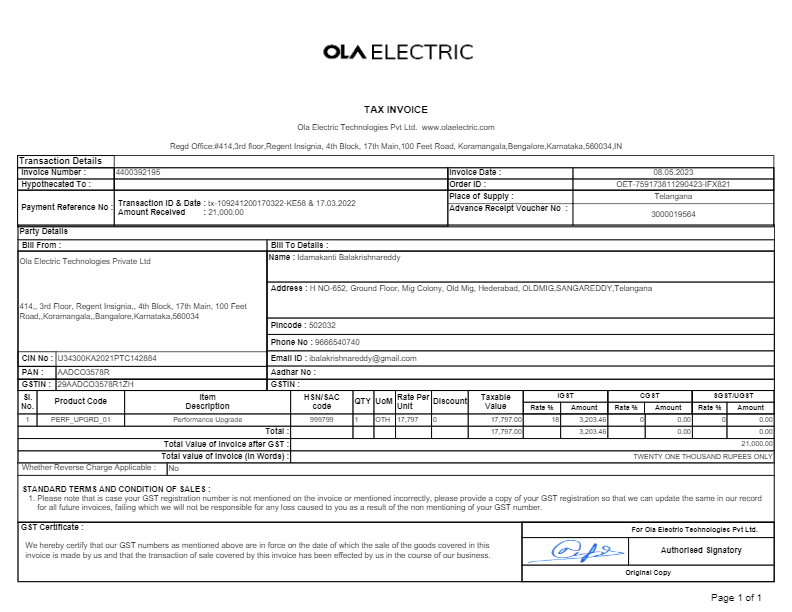 OLA ELECTRIC
TAX INVOICE
Ola Electric Technologies Pvt Ltd. www.olaelectric.com
Regd Office:#414,3rd floor,Regent Insignia, 4th Block, 17th Main,100 Feet Road, Koramangala,Bengalore,Karnataka,560034,IN
Transaction Details
Invoice Number : 4400392195 Invoice Date : 08.05.2023
Hypothecated To : Order ID : OET-759173811290423-IFX821
Payment Reference No : Transaction ID & Date : tx-109241200170322-KE58 & 17.03.2022
Amount Received : 21,000.00
Place of Supply : Telangana
Advance Receipt Voucher No : 3000019564
Party Details
Bill From : Bill To Details :
Ola Electric Technologies Private Ltd
414,, 3rd Floor, Regent Insignia,, 4th Block, 17th Main, 100 Feet
Road,,Koramangala,,Bangalore,Karnataka,560034
Name : Idamakanti Balakrishnareddy
Address : H NO-652, Ground Floor, Mig Colony, Old Mig, Hederabad, OLDMIG,SANGAREDDY,Telangana
Pincode : 502032
Phone No : 9666540740
CIN No : U34300KA2021PTC142884 Email ID : ibalakrishnareddy@gmail.com
PAN : AADCO3578R Aadhar No :
GSTIN : 29AADCO3578R1ZH GSTIN :
Sl. No. Product Code Item Description HSN/SAC code QTY UoM Rate Per Unit Discount Taxable Value IGST CGST SGST/UGST
Rate % Amount Rate % Amount Rate % Amount
1 PERF_UPGRD_01 Performance Upgrade 999799 1 OTH 17,797 0 17,797.00 18 3,203.46 0 0.00 0 0.00
Total : 17,797.00 3,203.46 0.00 0.00
Total Value of Invoice after GST : 21,000.00
Total value of Invoice (In Words) : TWENTY ONE THOUSAND RUPEES ONLY
Whether Reverse Charge Applicable : No
STANDARD TERMS AND CONDITION OF SALES :
1. Please note that is case your GST registration number is not mentioned on the invoice or mentioned incorrectly, please provide a copy of your GST registration so that we can update the same in our record
for all future invoices, failing which we will not be responsible for any loss caused to you as a result of the non mentioning of your GST number.
GST Certificate :
We hereby certify that our GST numbers as mentioned above are in force on the date of which the sale of the goods covered in this
invoice is made by us and that the transaction of sale covered by this invoice has been effected by us in the course of our business.
For Ola Electric Technologies Pvt Ltd.
Authorised Signatory
Original Copy
Page 1 of 1